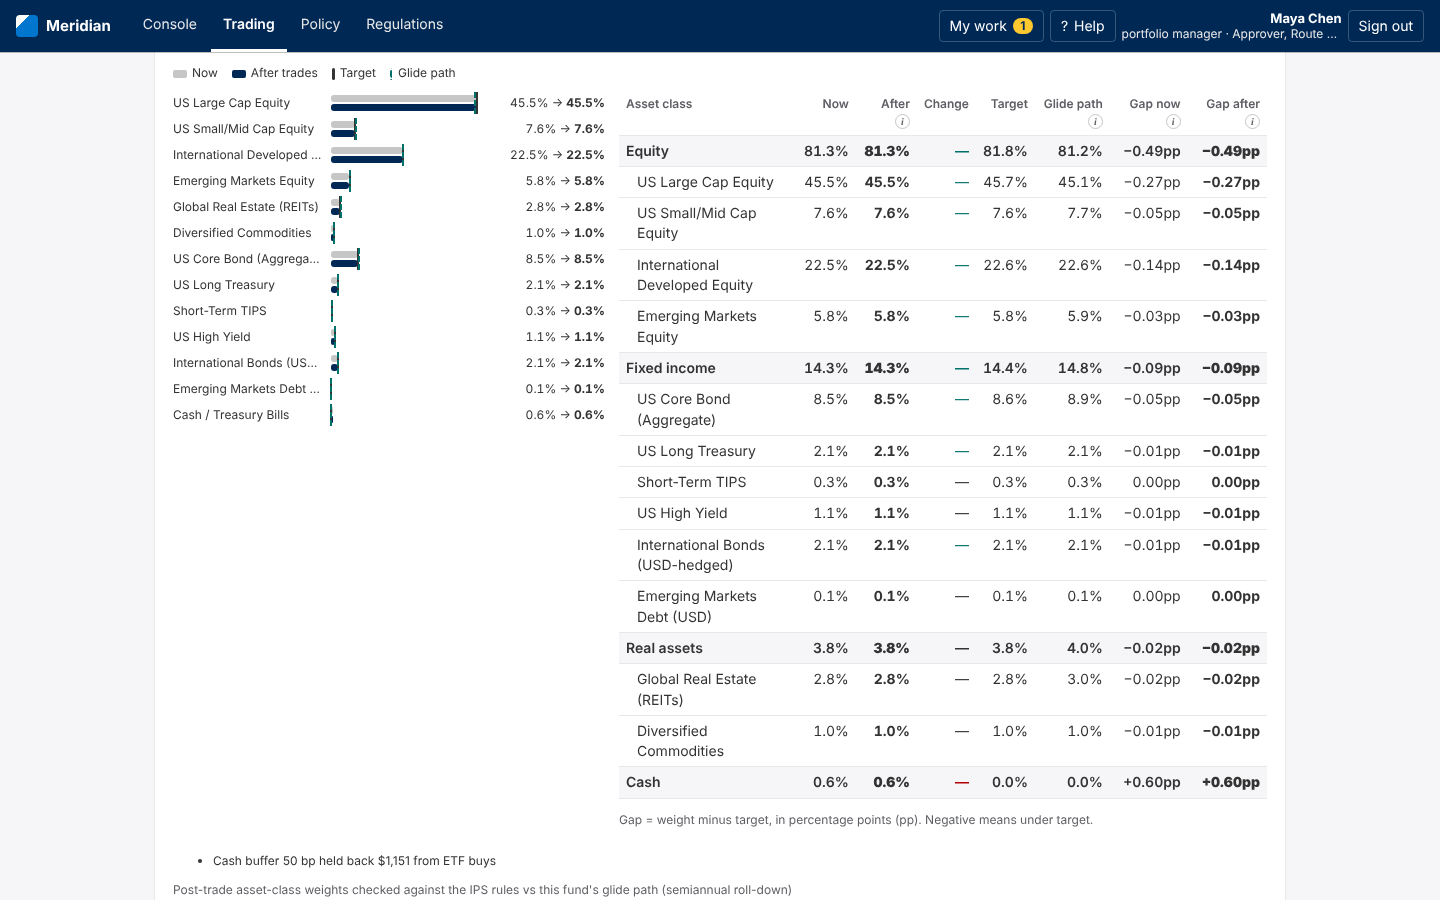 Meridian Console Trading Policy Regulations My work 1 ? Help Maya Chen Sign out
portfolio manager · Approver, Route ...
Now After trades Target Glide path
US Large Cap Equity 45.5% → 45.5%
US Small/Mid Cap Equity 7.6% → 7.6%
International Developed ... 22.5% → 22.5%
Emerging Markets Equity 5.8% → 5.8%
Global Real Estate (REITs) 2.8% → 2.8%
Diversified Commodities 1.0% → 1.0%
US Core Bond (Aggrega... 8.5% → 8.5%
US Long Treasury 2.1% → 2.1%
Short-Term TIPS 0.3% → 0.3%
US High Yield 1.1% → 1.1%
International Bonds (US... 2.1% → 2.1%
Emerging Markets Debt ... 0.1% → 0.1%
Cash / Treasury Bills 0.6% → 0.6%
Asset class Now After Change Target Glide path Gap now Gap after
i i i i
Equity 81.3% 81.3% — 81.8% 81.2% −0.49pp −0.49pp
US Large Cap Equity 45.5% 45.5% — 45.7% 45.1% −0.27pp −0.27pp
US Small/Mid Cap 7.6% 7.6% — 7.6% 7.7% −0.05pp −0.05pp
Equity
International 22.5% 22.5% — 22.6% 22.6% −0.14pp −0.14pp
Developed Equity
Emerging Markets 5.8% 5.8% — 5.8% 5.9% −0.03pp −0.03pp
Equity
Fixed income 14.3% 14.3% — 14.4% 14.8% −0.09pp −0.09pp
US Core Bond 8.5% 8.5% — 8.6% 8.9% −0.05pp −0.05pp
(Aggregate)
US Long Treasury 2.1% 2.1% — 2.1% 2.1% −0.01pp −0.01pp
Short-Term TIPS 0.3% 0.3% — 0.3% 0.3% 0.00pp 0.00pp
US High Yield 1.1% 1.1% — 1.1% 1.1% −0.01pp −0.01pp
International Bonds 2.1% 2.1% — 2.1% 2.1% −0.01pp −0.01pp
(USD-hedged)
Emerging Markets 0.1% 0.1% — 0.1% 0.1% 0.00pp 0.00pp
Debt (USD)
Real assets 3.8% 3.8% — 3.8% 4.0% −0.02pp −0.02pp
Global Real Estate 2.8% 2.8% — 2.8% 3.0% −0.02pp −0.02pp
(REITs)
Diversified 1.0% 1.0% — 1.0% 1.0% −0.01pp −0.01pp
Commodities
Cash 0.6% 0.6% — 0.0% 0.0% +0.60pp +0.60pp
Gap = weight minus target, in percentage points (pp). Negative means under target.
• Cash buffer 50 bp held back $1,151 from ETF buys
Post-trade asset-class weights checked against the IPS rules vs this fund's glide path (semiannual roll-down)